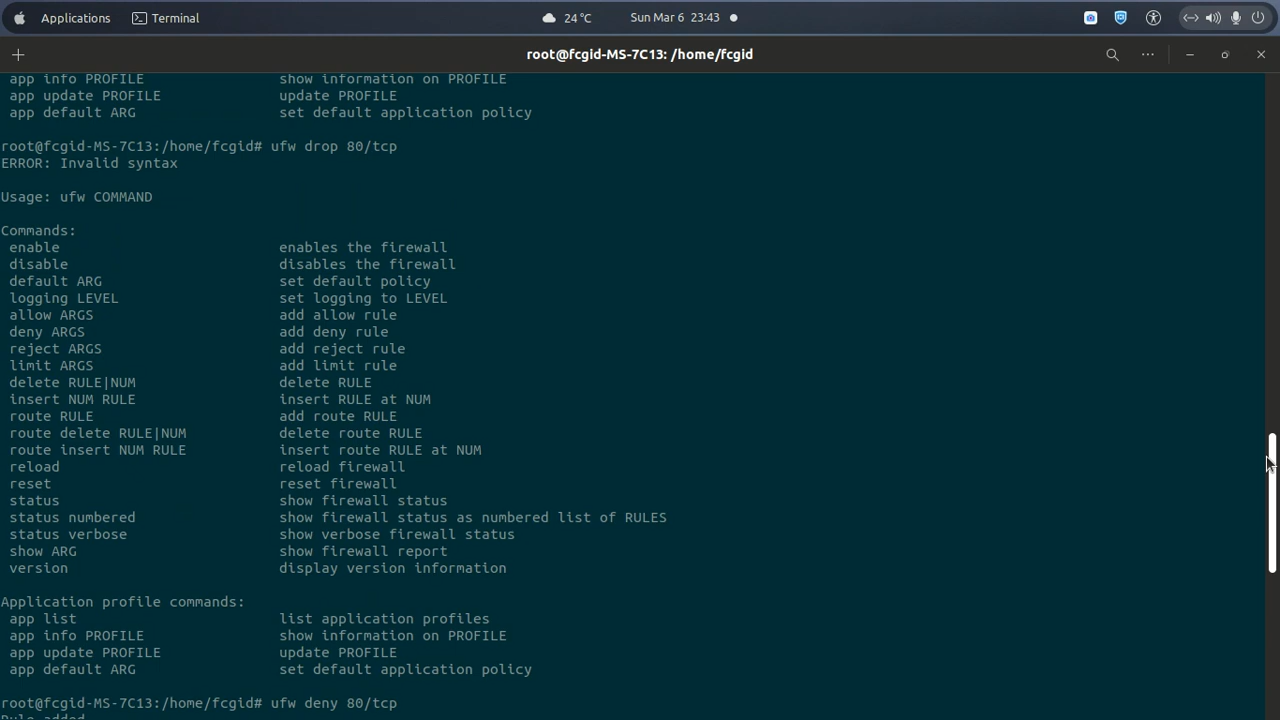 Applications Terminal 24 °C Sun Mar 6 23:43
root@fcgid-MS-7C13: /home/fcgid
app info PROFILE show information on PROFILE
app update PROFILE update PROFILE
app default ARG set default application policy
root@fcgid-MS-7C13:/home/fcgid# ufw drop 80/tcp
ERROR: Invalid syntax
Usage: ufw COMMAND
Commands:
enable enables the firewall
disable disables the firewall
default ARG set default policy
logging LEVEL set logging to LEVEL
allow ARGS add allow rule
deny ARGS add deny rule
reject ARGS add reject rule
limit ARGS add limit rule
delete RULE|NUM delete RULE
insert NUM RULE insert RULE at NUM
route RULE add route RULE
route delete RULE|NUM delete route RULE
route insert NUM RULE insert route RULE at NUM
reload reload firewall
reset reset firewall
status show firewall status
status numbered show firewall status as numbered list of RULES
status verbose show verbose firewall status
show ARG show firewall report
version display version information
Application profile commands:
app list list application profiles
app info PROFILE show information on PROFILE
app update PROFILE update PROFILE
app default ARG set default application policy
root@fcgid-MS-7C13:/home/fcgid# ufw deny 80/tcp
Rule added